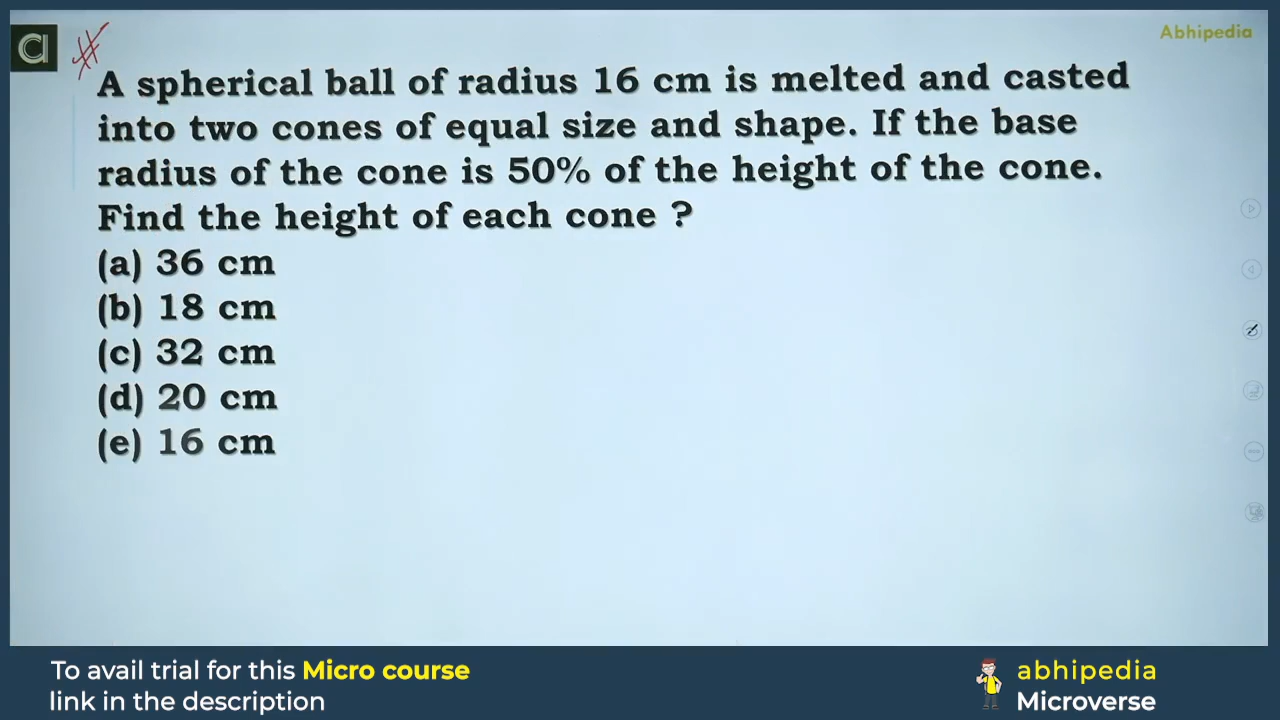 a
#
Abhipedia
A spherical ball of radius 16 cm is melted and casted
into two cones of equal size and shape. If the base
radius of the cone is 50% of the height of the cone.
Find the height of each cone ?
(a) 36 cm
(b) 18 cm
(c) 32 cm
(d) 20 cm
(e) 16 cm
To avail trial for this Micro course
link in the description
abhipedia
Microverse